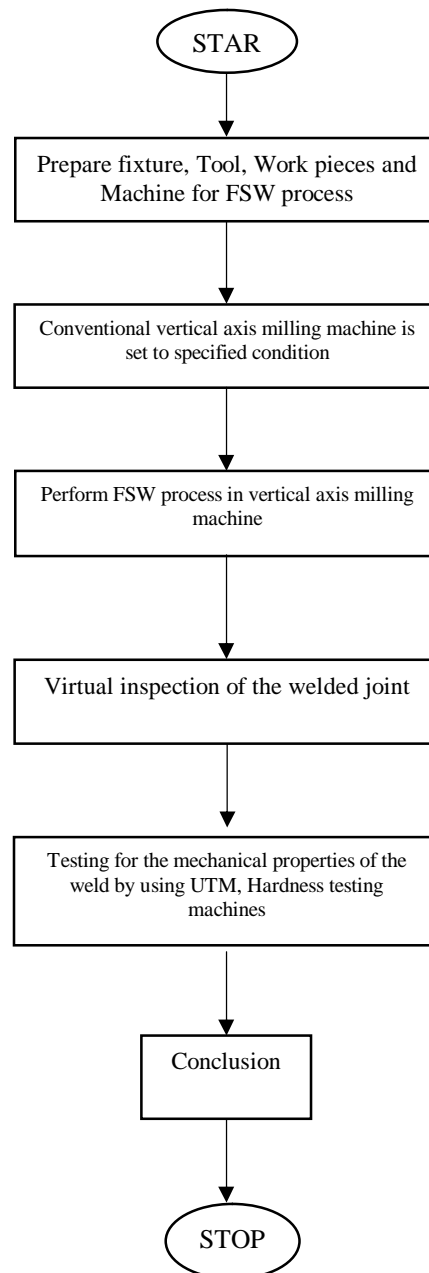 STAR
Prepare fixture, Tool, Work pieces and
Machine for FSW process
Conventional vertical axis milling machine is
set to specified condition
Perform FSW process in vertical axis milling
machine
Virtual inspection of the welded joint
Testing for the mechanical properties of the
weld by using UTM, Hardness testing
machines
Conclusion
STOP